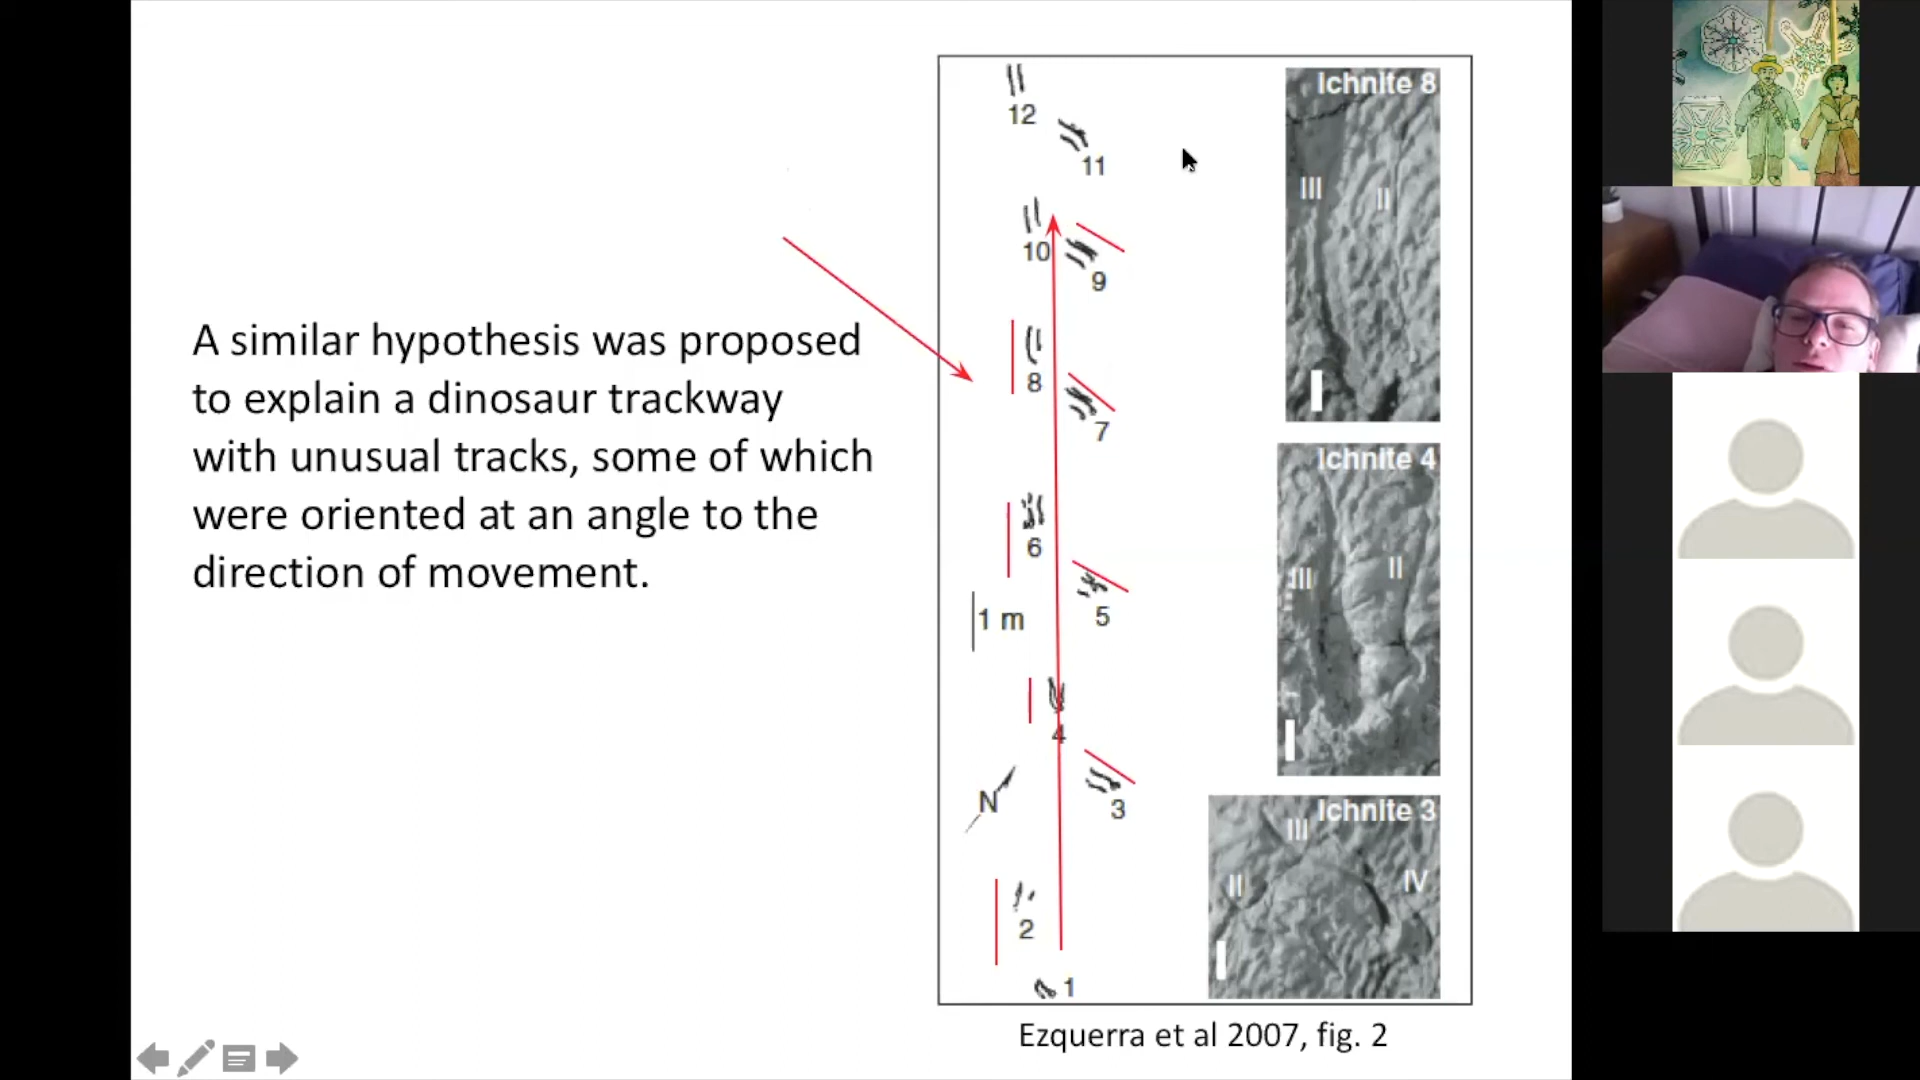 A similar hypothesis was proposed
to explain a dinosaur trackway
with unusual tracks, some of which
were oriented at an angle to the
direction of movement.
12
11
10
9
8
7
6
5
1 m
4
N
3
2
1
Ichnite 8
III
II
Ichnite 4
III
II
Ichnite 3
III
II
IV
Ezquerra et al 2007, fig. 2